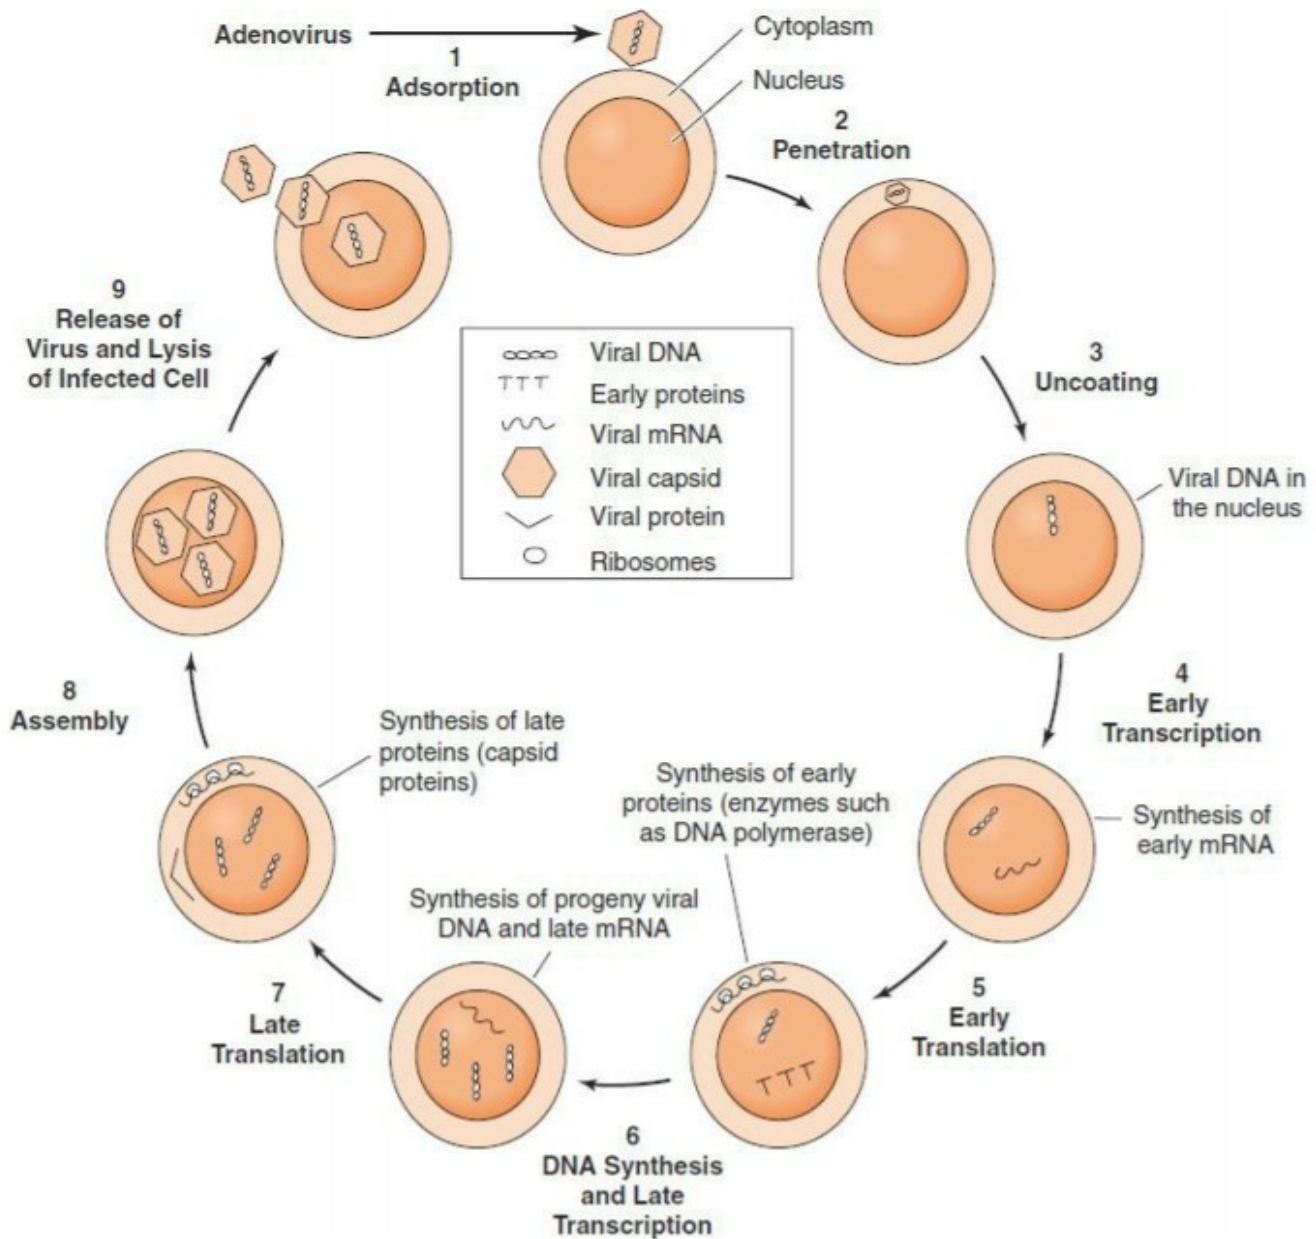 Adenovirus
1
Adsorption
Cytoplasm
Nucleus
2
Penetration
3
Uncoating
Viral DNA in
the nucleus
4
Early
Transcription
Synthesis of
early mRNA
5
Early
Translation
Synthesis of early
proteins (enzymes such
as DNA polymerase)
6
DNA Synthesis
and Late
Transcription
Synthesis of progeny viral
DNA and late mRNA
7
Late
Translation
Synthesis of late
proteins (capsid
proteins)
8
Assembly
9
Release of
Virus and Lysis
of Infected Cell
Viral DNA
Early proteins
Viral mRNA
Viral capsid
Viral protein
Ribosomes